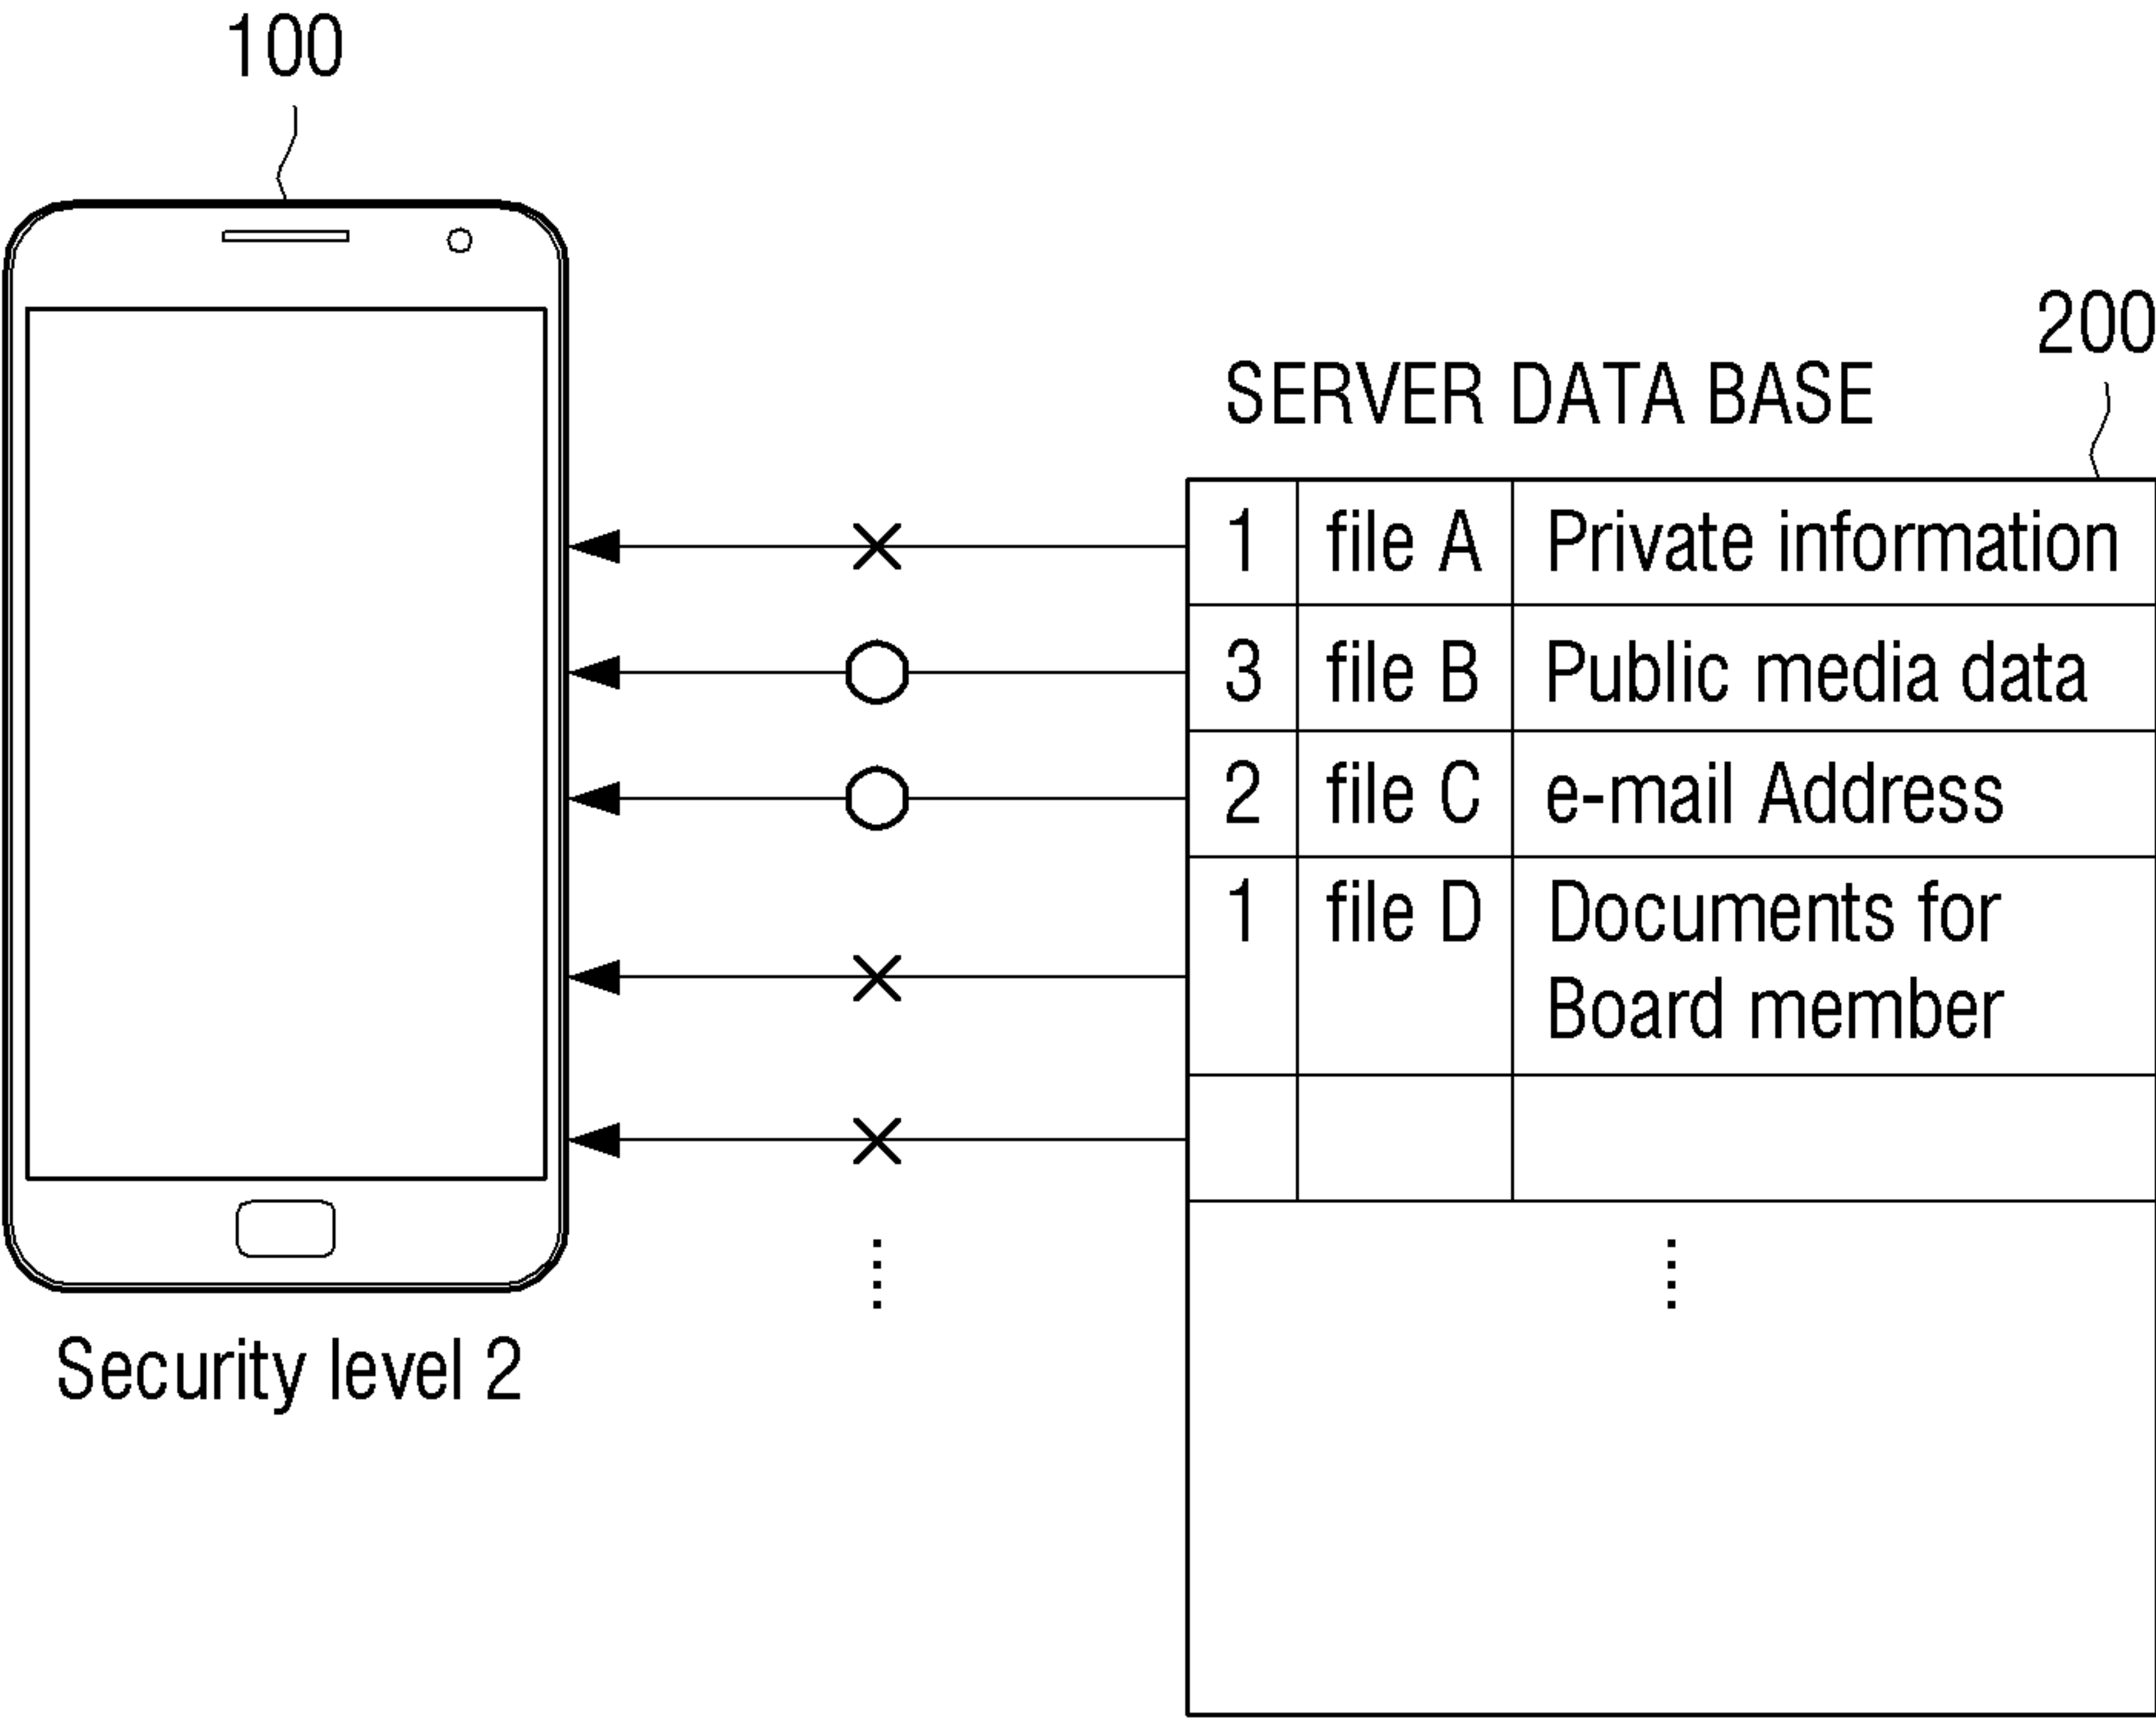 100
200
SERVER DATA BASE
1 file A Private information
3 file B Public media data
2 file C e-mail Address
1 file D Documents for
Board member
Security level 2